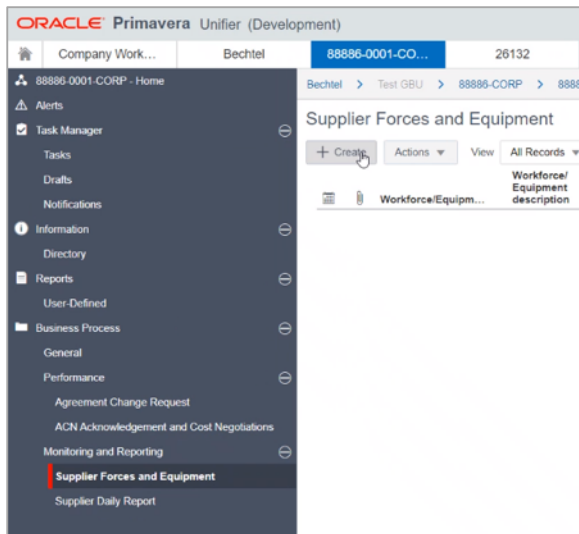 ORACLE Primavera Unifier (Development)
Company Work... Bechtel 88886-0001-CO... 26132
88886-0001-CORP - Home
Alerts
Task Manager
Tasks
Drafts
Notifications
Information
Directory
Reports
User-Defined
Business Process
General
Performance
Agreement Change Request
ACN Acknowledgement and Cost Negotiations
Monitoring and Reporting
Supplier Forces and Equipment
Supplier Daily Report
Bechtel > Test GBU > 88886-CORP > 8888
Supplier Forces and Equipment
+ Create Actions View All Records
Workforce/Equipm... Workforce/
Equipment
description